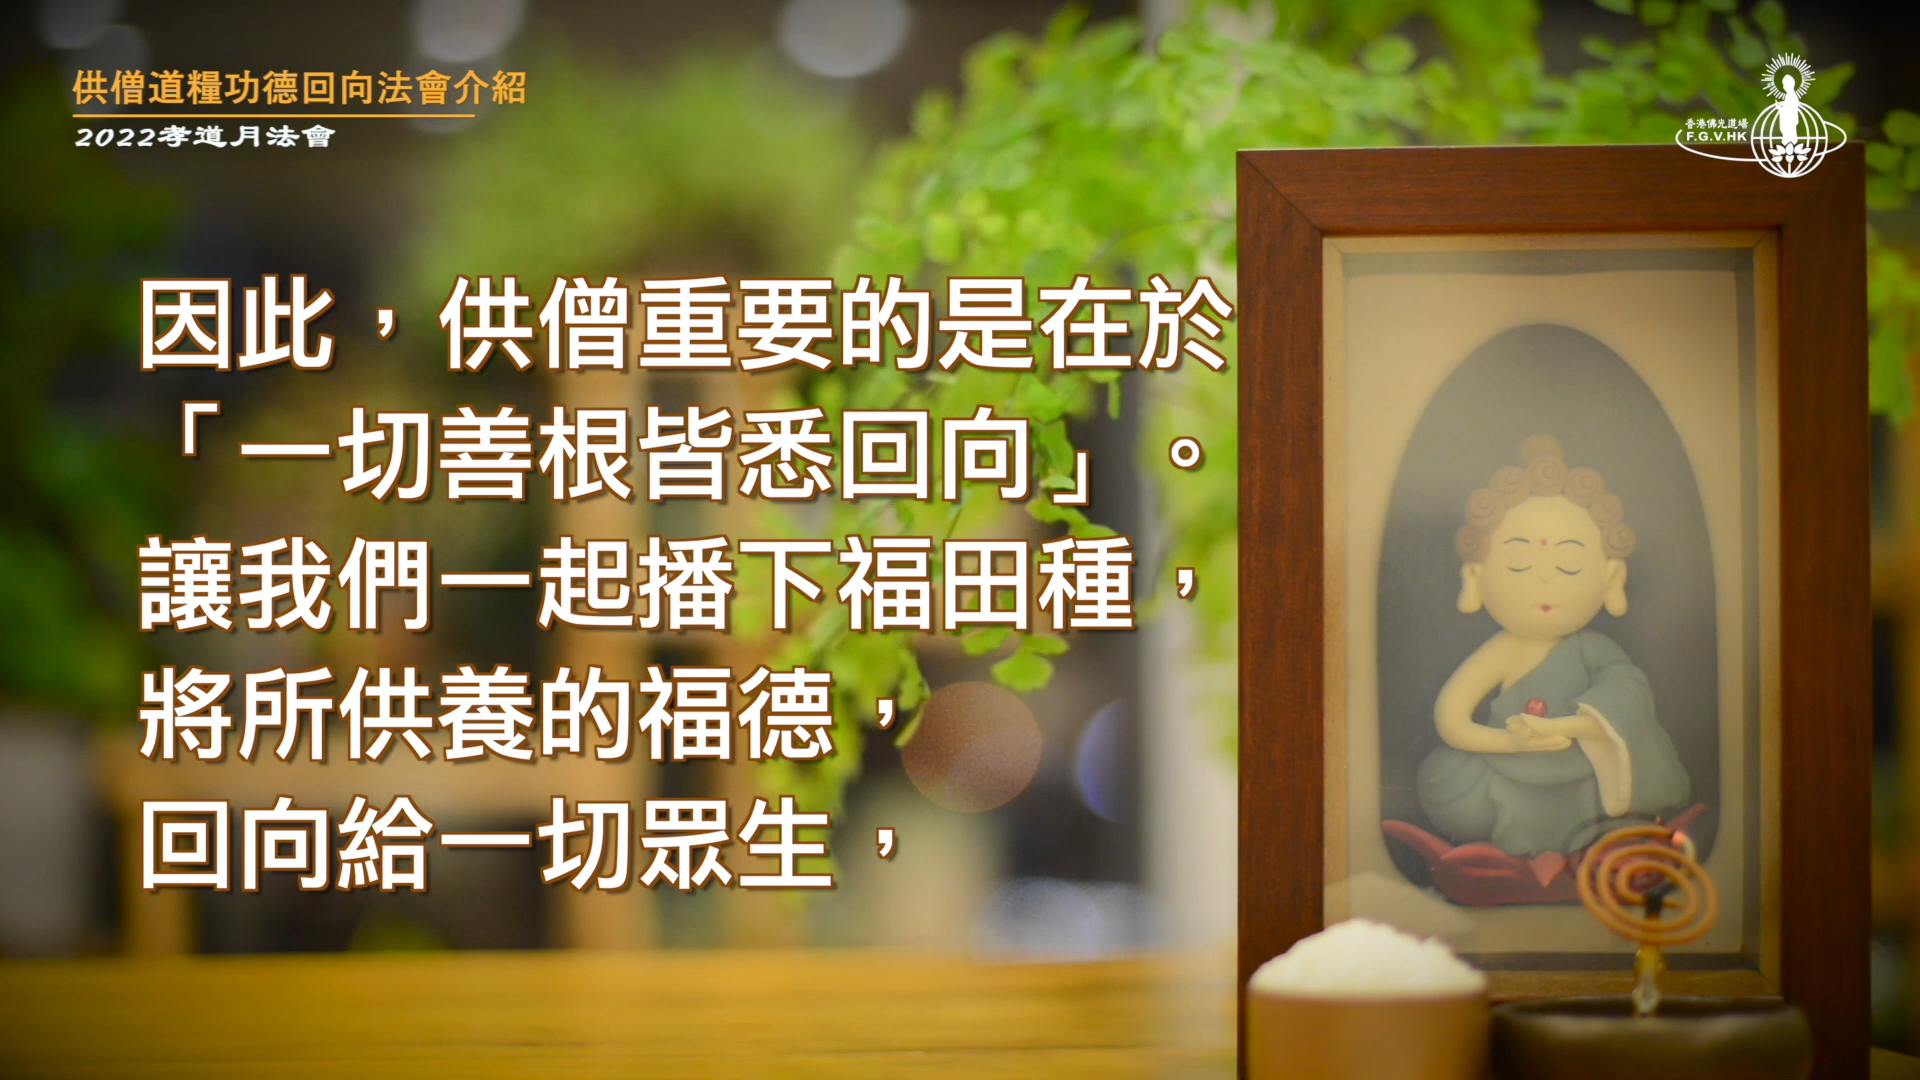 供僧道糧功德回向法會介紹
2022孝道月法會
香港佛光道場
F.G.V.HK
因此，供僧重要的是在於
「一切善根皆悉回向」。
讓我們一起播下福田種，
將所供養的福德，
回向給一切眾生，